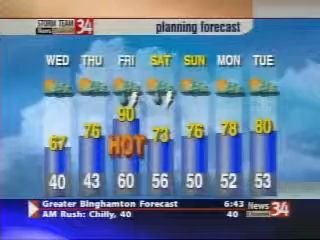 STORM TEAM
News 34
planning forecast
WED THU FRI SAT SUN MON TUE
67 76 90 73 76 78 80
HOT
40 43 60 56 50 52 53
Greater Binghamton Forecast 6:43 News 34
AM Rush: Chilly, 40 40